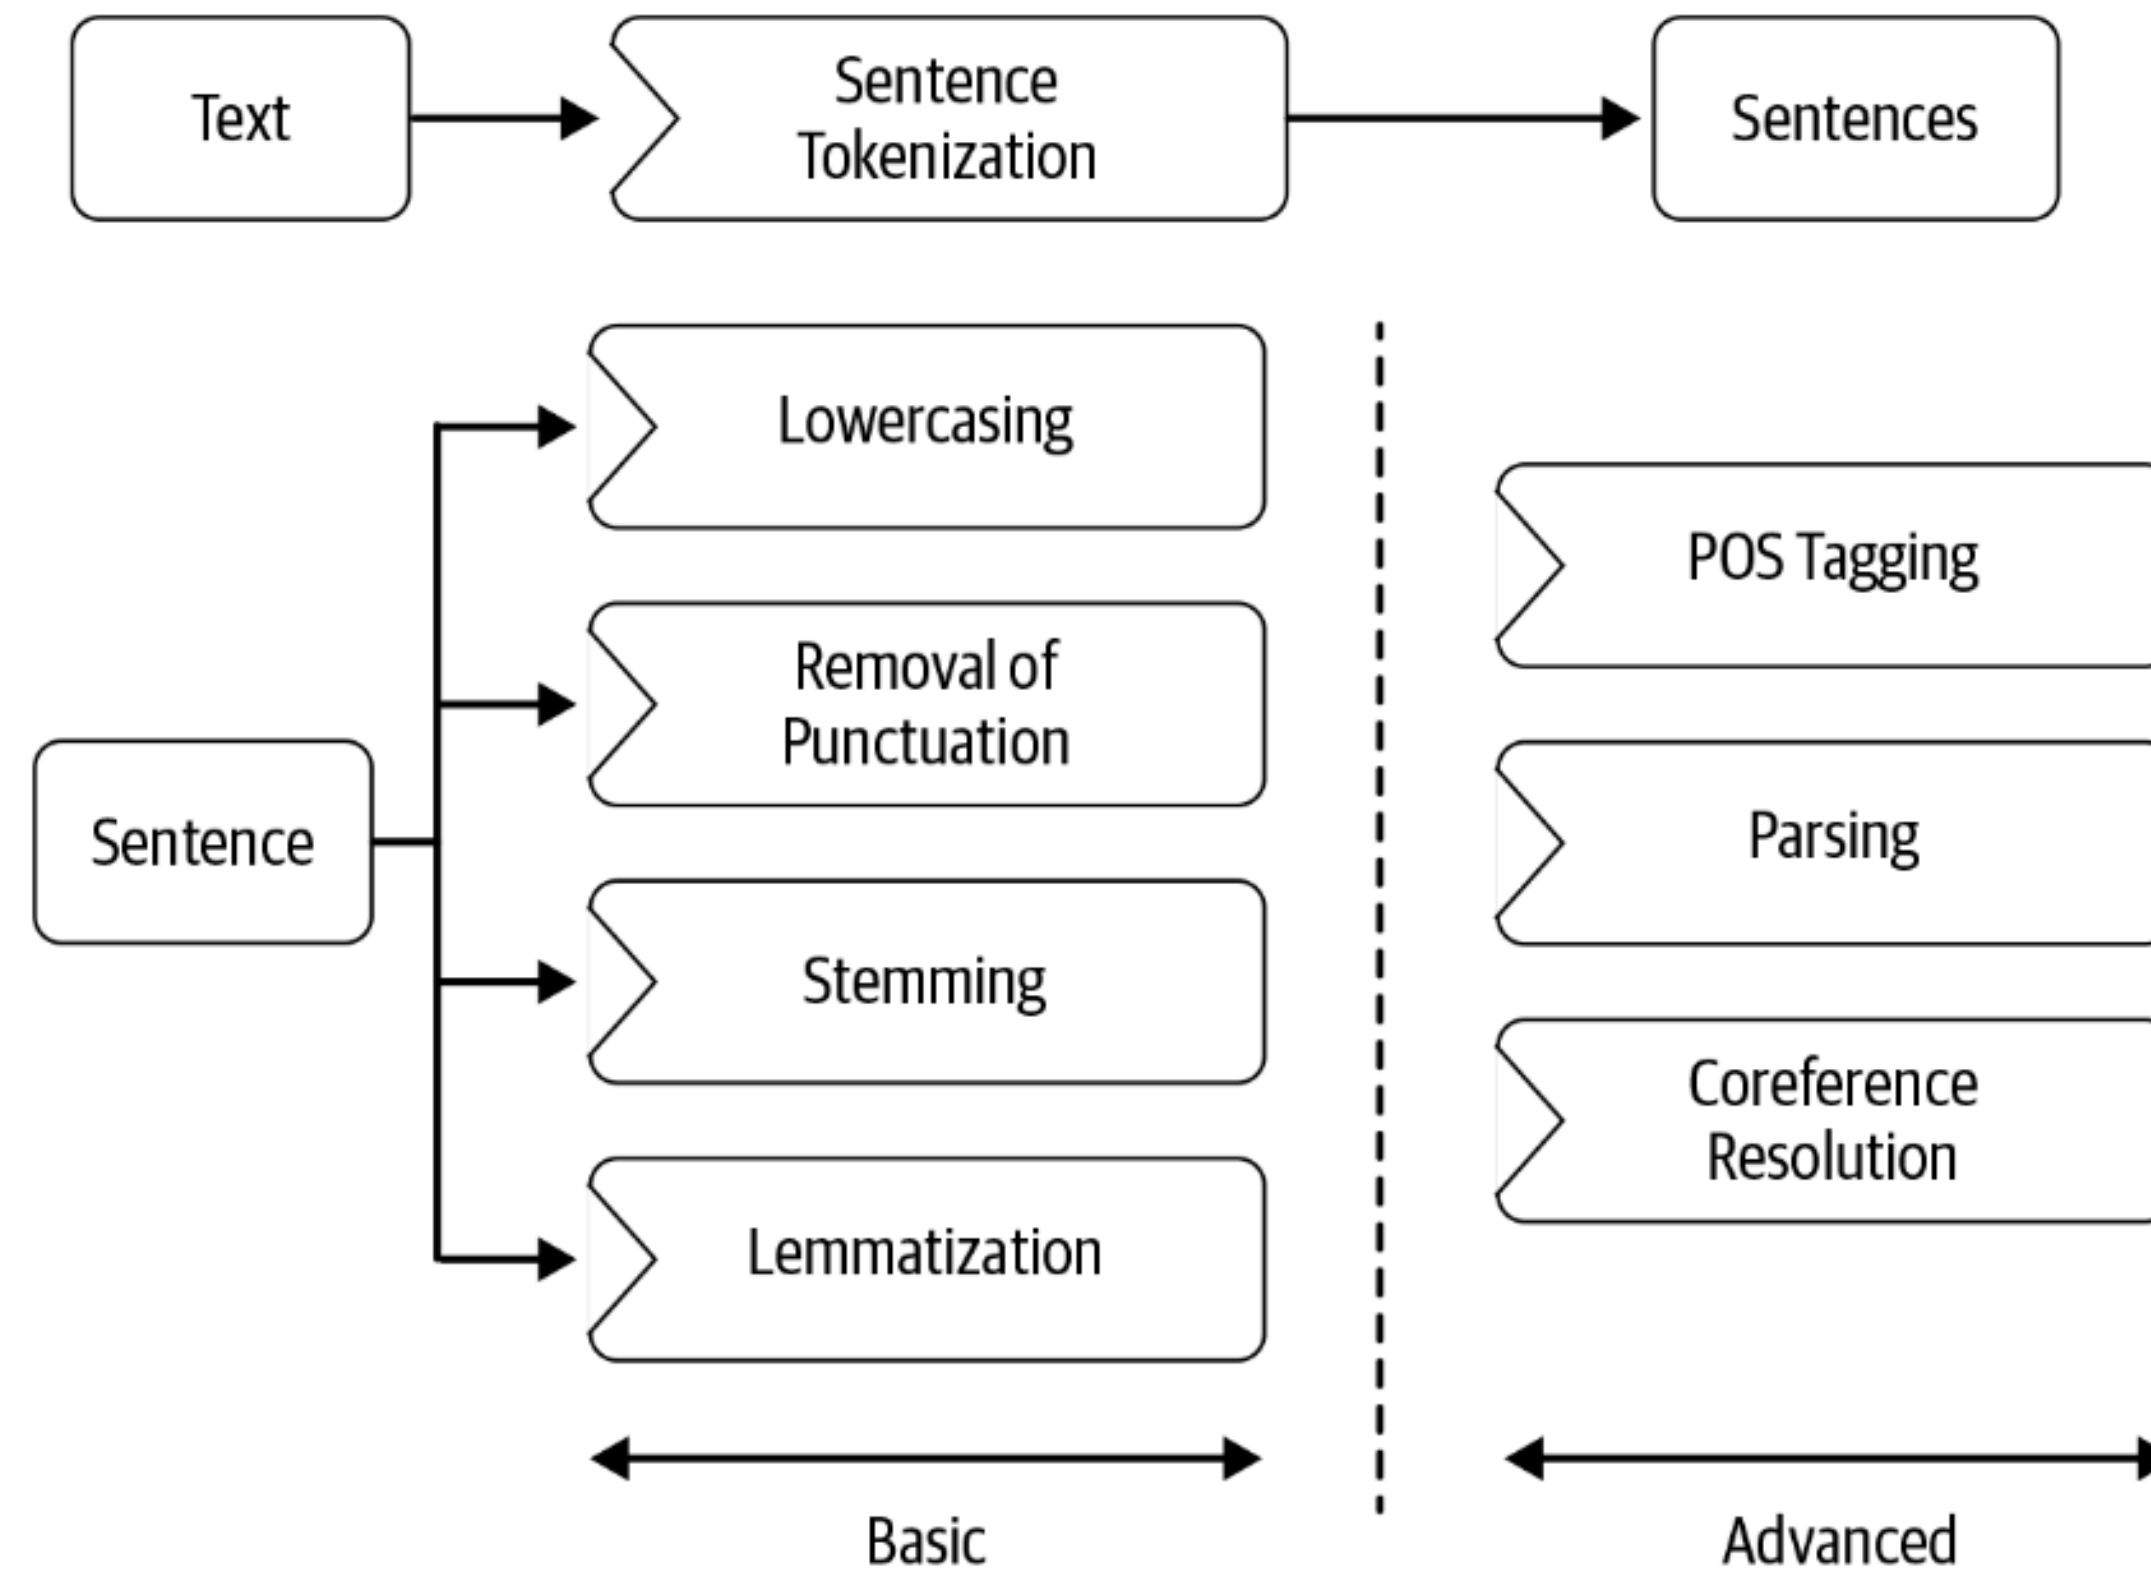 Text
Sentence
Tokenization
Sentences
Lowercasing
Removal of
Punctuation
Sentence
Stemming
Lemmatization
POS Tagging
Parsing
Coreference
Resolution
Basic
Advanced